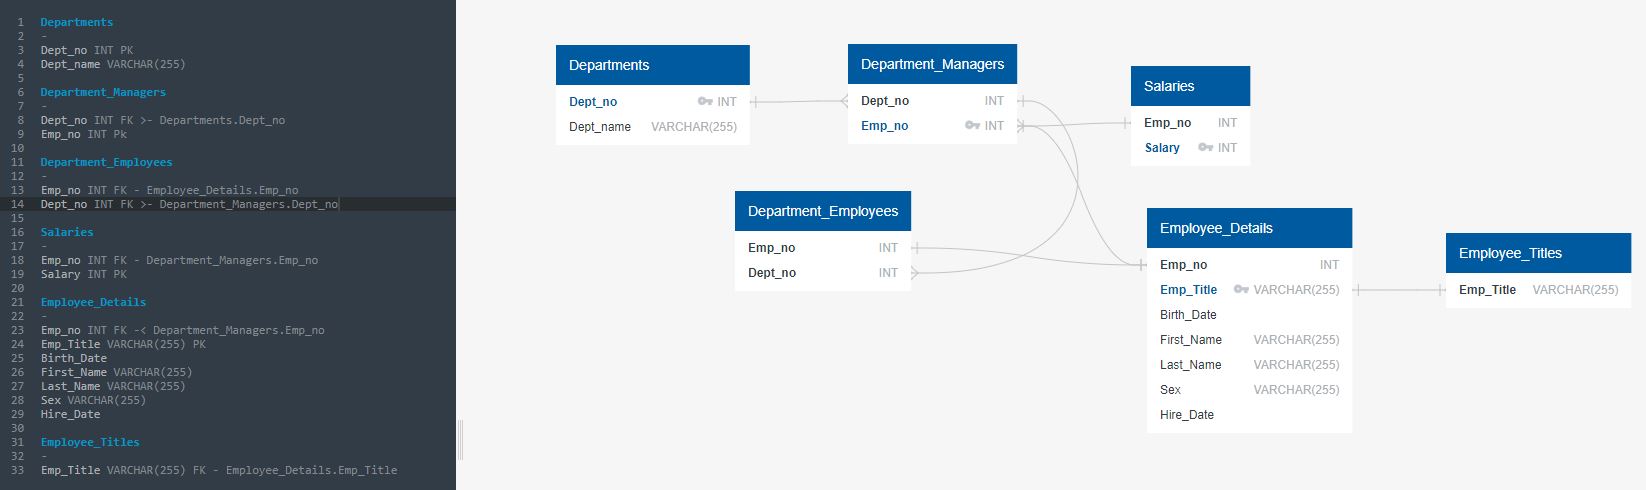 1 Departments
2 -
3 Dept_no INT PK
4 Dept_name VARCHAR(255)
5
6 Department_Managers
7 -
8 Dept_no INT FK >- Departments.Dept_no
9 Emp_no INT Pk
10
11 Department_Employees
12 -
13 Emp_no INT FK - Employee_Details.Emp_no
14 Dept_no INT FK >- Department_Managers.Dept_no
15
16 Salaries
17 -
18 Emp_no INT FK - Department_Managers.Emp_no
19 Salary INT PK
20
21 Employee_Details
22 -
23 Emp_no INT FK -< Department_Managers.Emp_no
24 Emp_Title VARCHAR(255) PK
25 Birth_Date
26 First_Name VARCHAR(255)
27 Last_Name VARCHAR(255)
28 Sex VARCHAR(255)
29 Hire_Date
30
31 Employee_Titles
32 -
33 Emp_Title VARCHAR(255) FK - Employee_Details.Emp_Title
Departments
Dept_no INT
Dept_name VARCHAR(255)
Department_Managers
Dept_no INT
Emp_no INT
Salaries
Emp_no INT
Salary INT
Department_Employees
Emp_no INT
Dept_no INT
Employee_Details
Emp_no INT
Emp_Title VARCHAR(255)
Birth_Date
First_Name VARCHAR(255)
Last_Name VARCHAR(255)
Sex VARCHAR(255)
Hire_Date
Employee_Titles
Emp_Title VARCHAR(255)